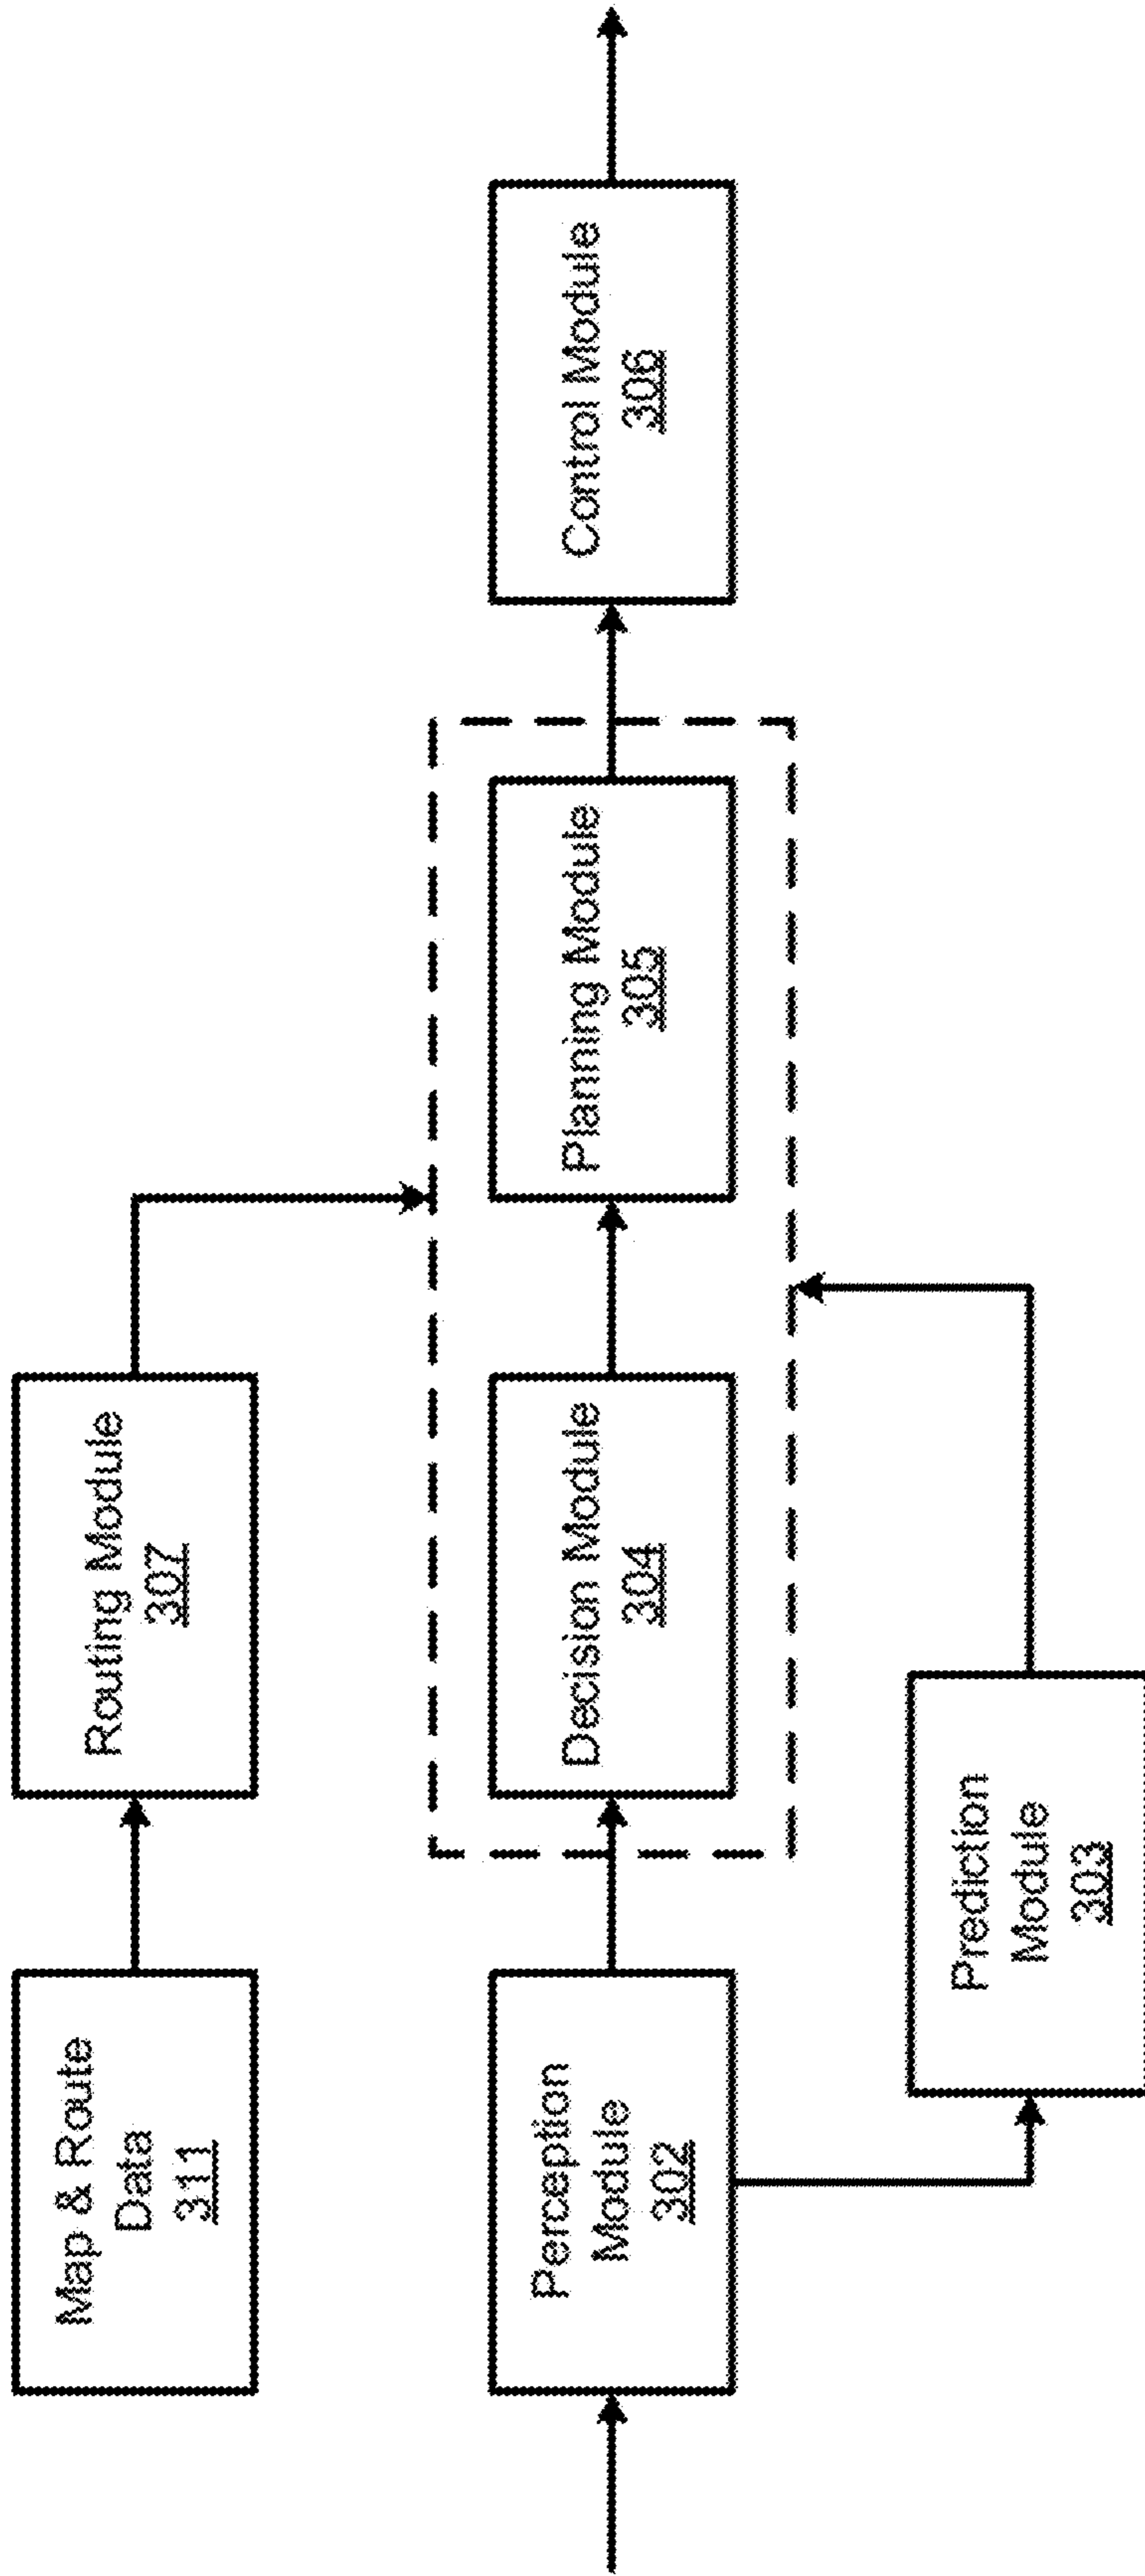 Map & Route
Data
311
Routing Module
307
Perception
Module
302
Decision Module
304
Planning Module
305
Control Module
306
Prediction
Module
303